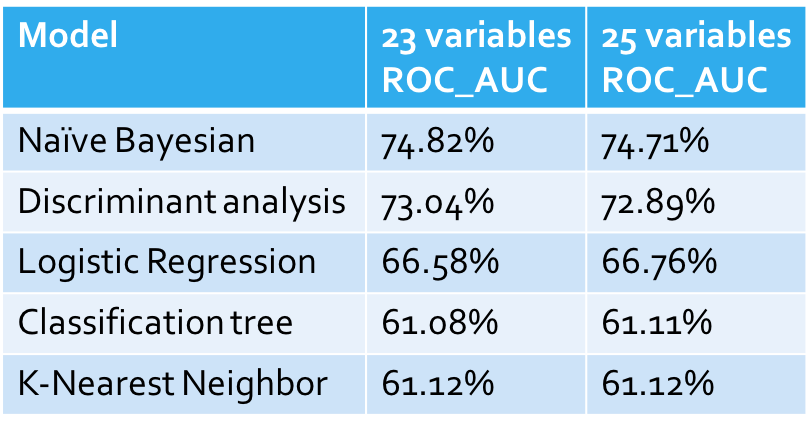 Model 23 variables ROC_AUC 25 variables ROC_AUC
Naïve Bayesian 74.82% 74.71%
Discriminant analysis 73.04% 72.89%
Logistic Regression 66.58% 66.76%
Classification tree 61.08% 61.11%
K-Nearest Neighbor 61.12% 61.12%